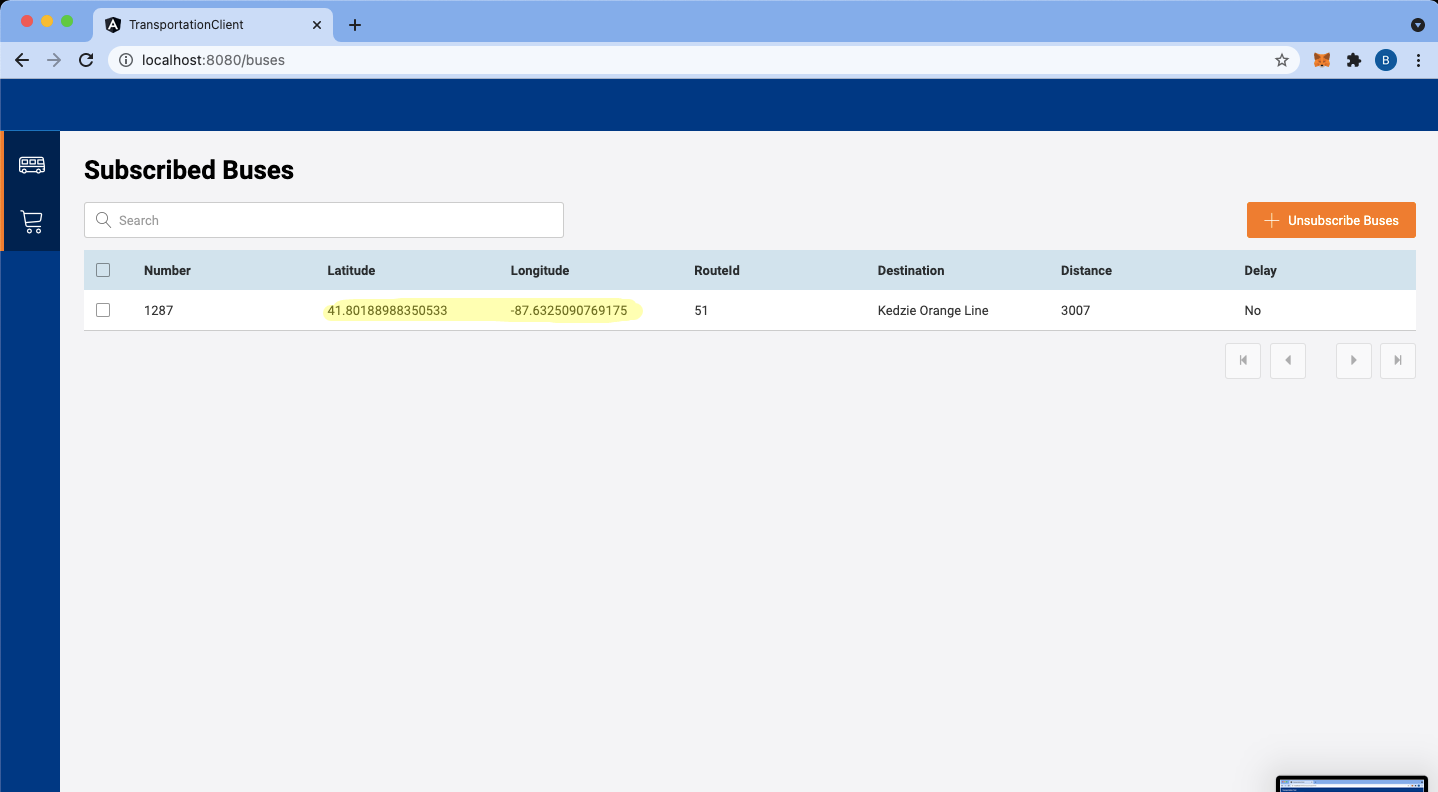 TransportationClient
localhost:8080/buses
B
Subscribed Buses
Search
Unsubscribe Buses
Number Latitude Longitude RouteId Destination Distance Delay
1287 41.80188988350533 -87.6325090769175 51 Kedzie Orange Line 3007 No